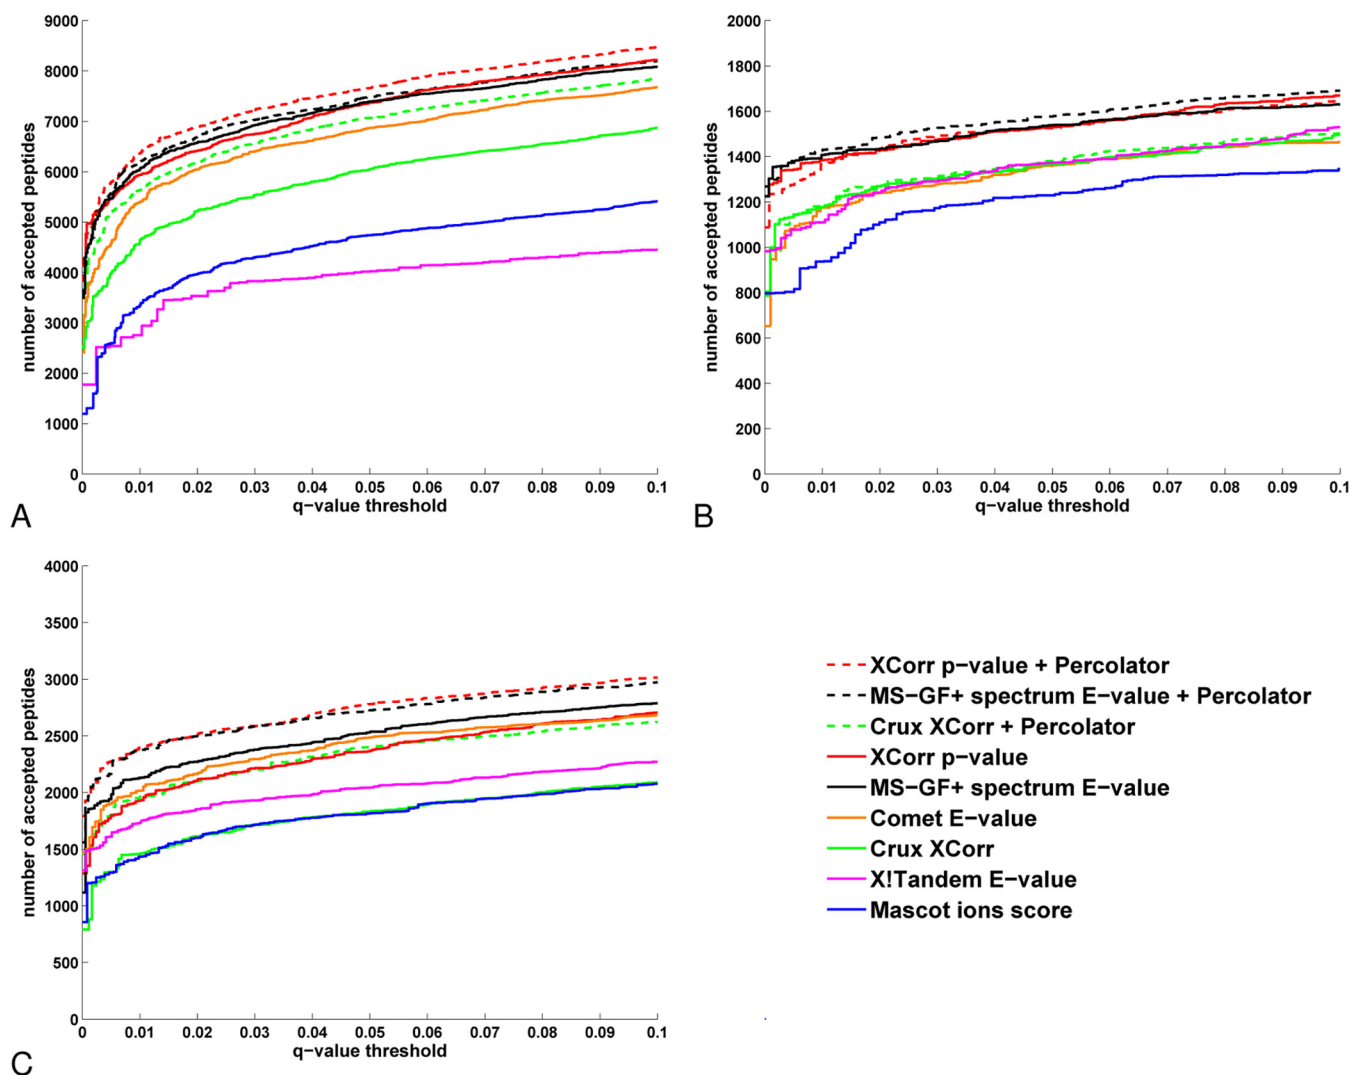 9000
8000
7000
6000
5000
4000
3000
2000
1000
0
number of accepted peptides
0 0.01 0.02 0.03 0.04 0.05 0.06 0.07 0.08 0.09 0.1
q-value threshold
A
2000
1800
1600
1400
1200
1000
800
600
400
200
0
number of accepted peptides
0 0.01 0.02 0.03 0.04 0.05 0.06 0.07 0.08 0.09 0.1
q-value threshold
B
4000
3500
3000
2500
2000
1500
1000
500
0
number of accepted peptides
0 0.01 0.02 0.03 0.04 0.05 0.06 0.07 0.08 0.09 0.1
q-value threshold
C
XCorr p-value + Percolator
MS-GF+ spectrum E-value + Percolator
Crux XCorr + Percolator
XCorr p-value
MS-GF+ spectrum E-value
Comet E-value
Crux XCorr
X!Tandem E-value
Mascot ions score